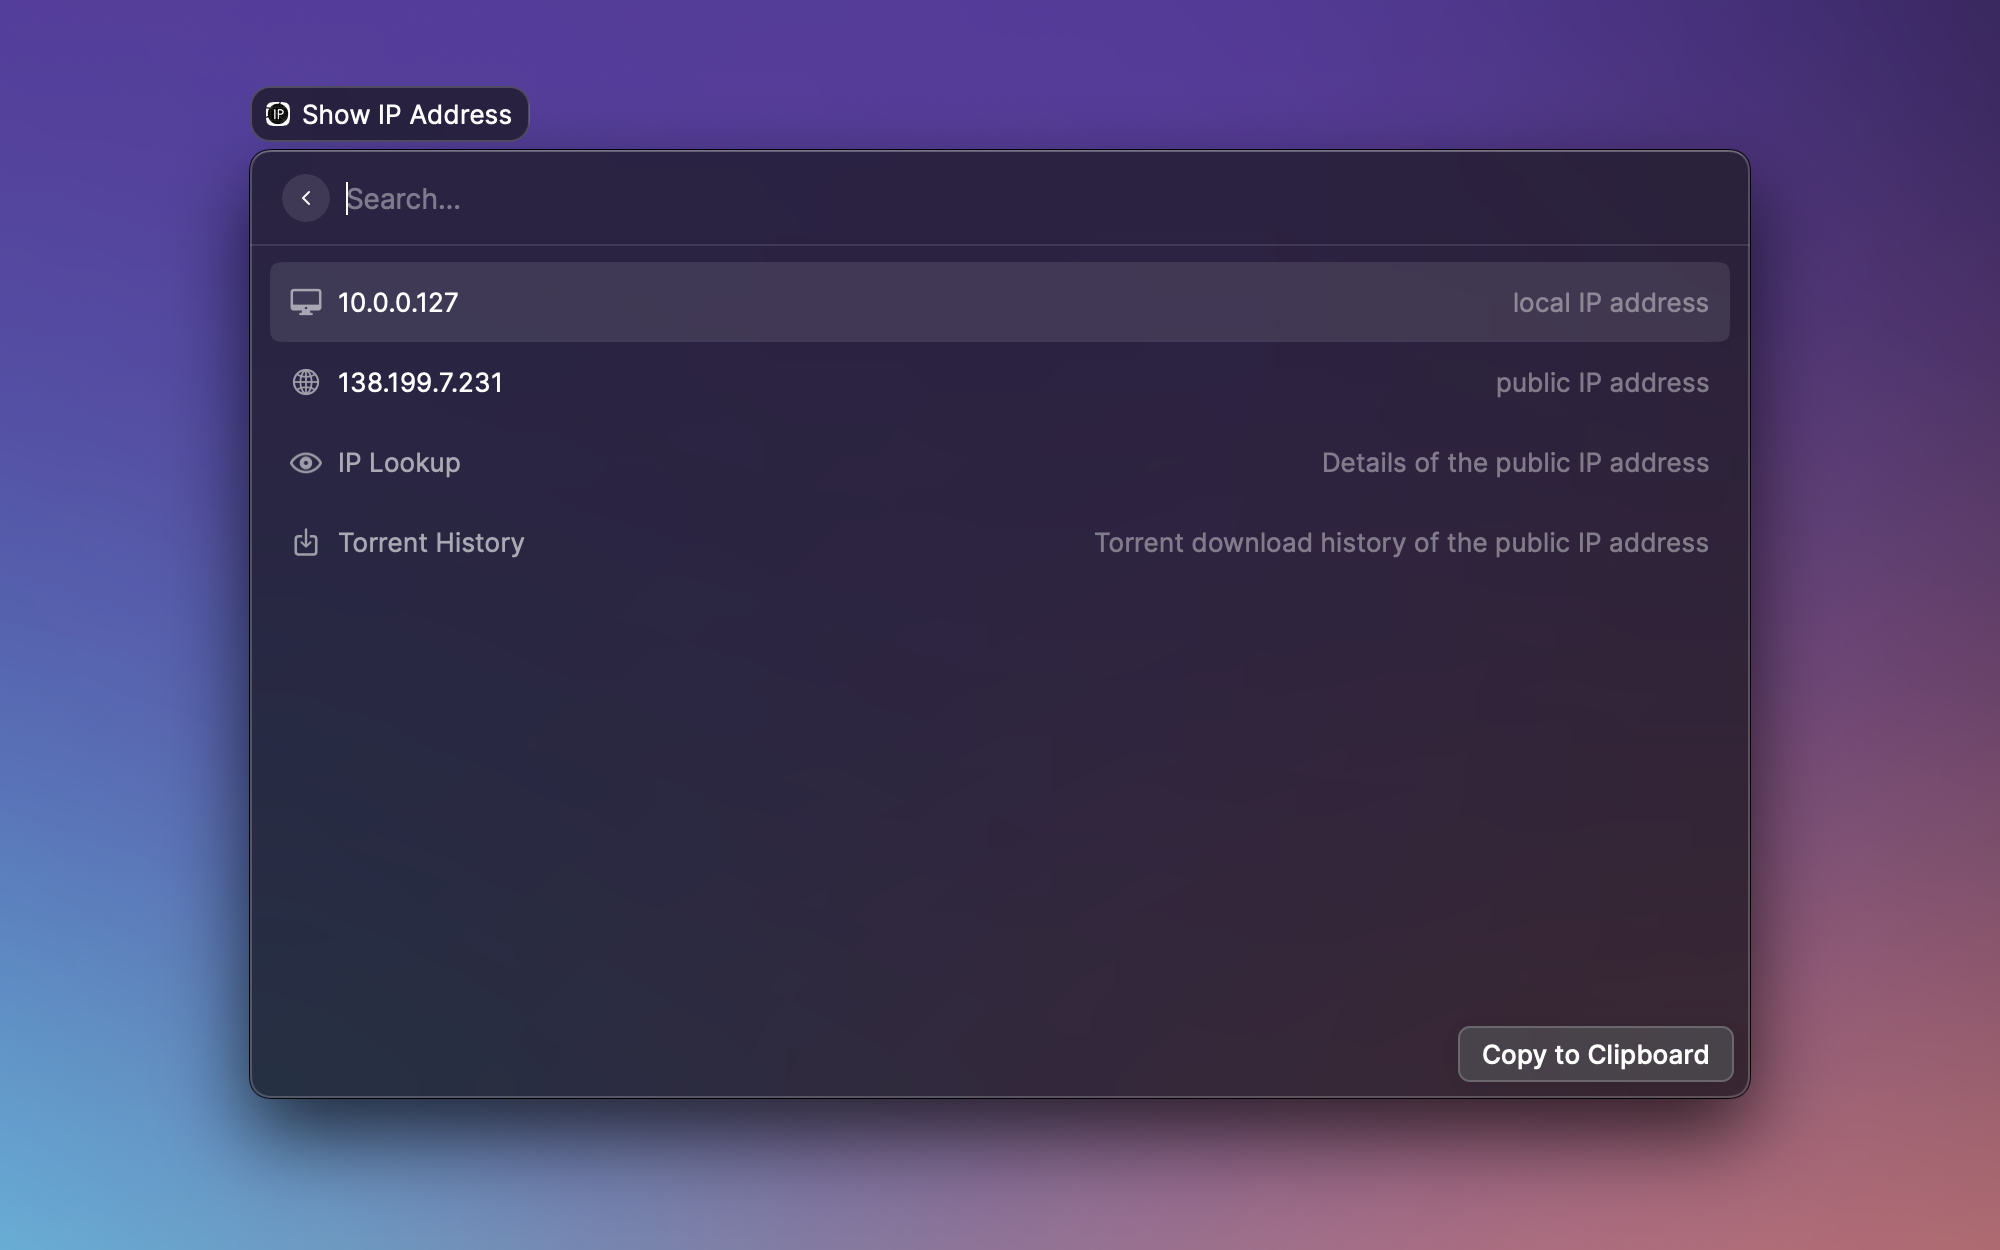 IP Show IP Address
Search...
10.0.0.127 local IP address
138.199.7.231 public IP address
IP Lookup Details of the public IP address
Torrent History Torrent download history of the public IP address
Copy to Clipboard